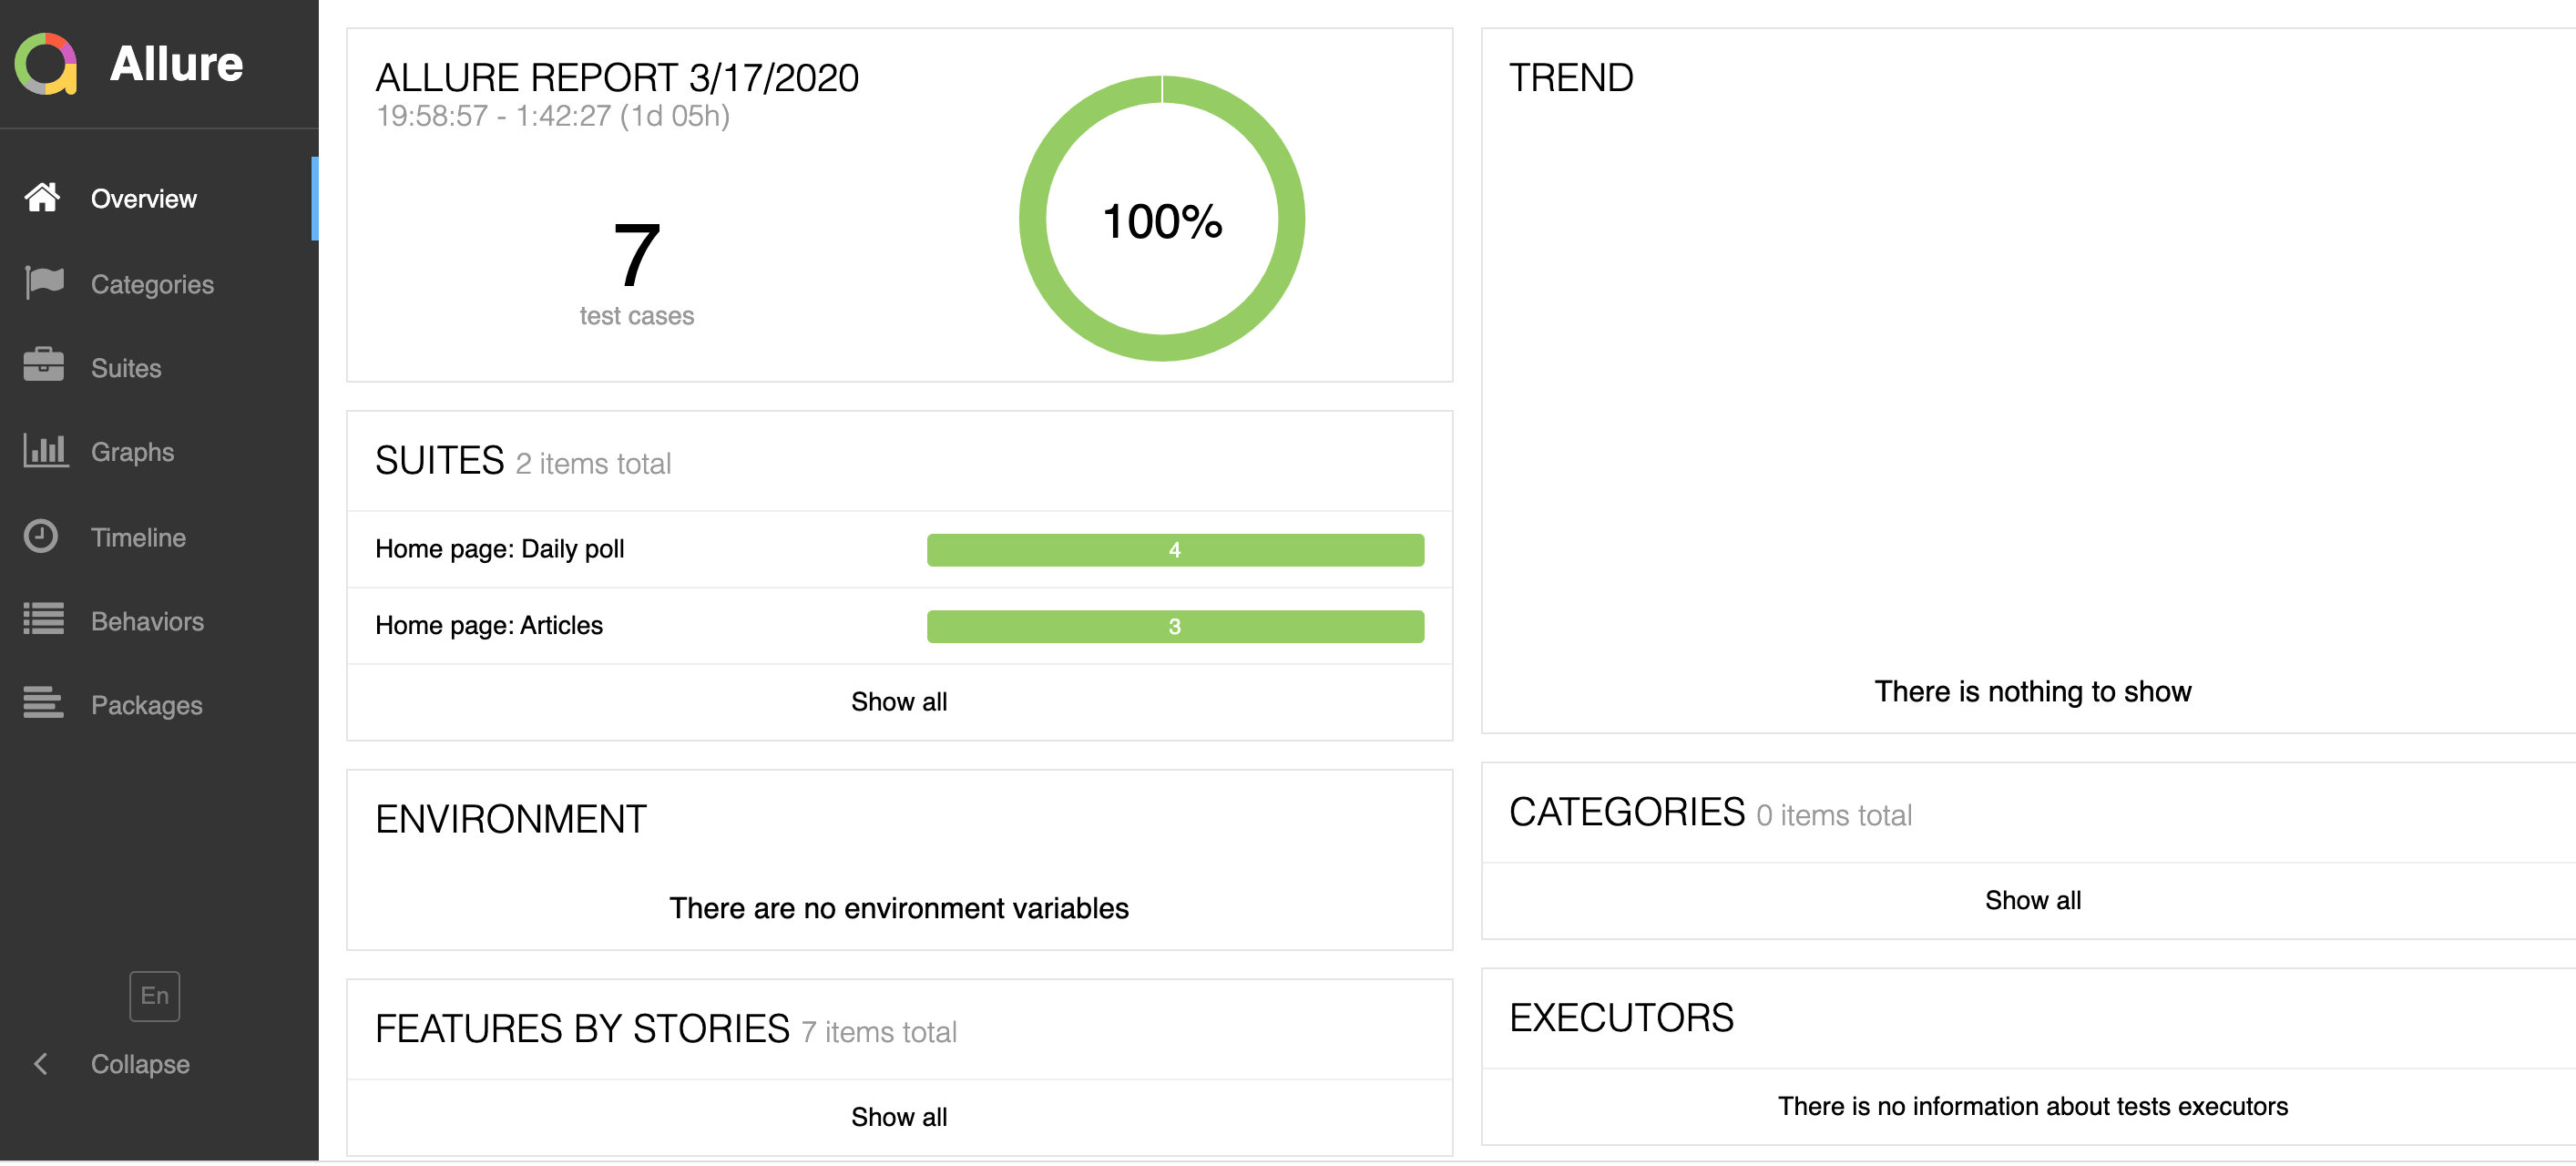 Allure
Overview
Categories
Suites
Graphs
Timeline
Behaviors
Packages
En
Collapse
ALLURE REPORT 3/17/2020
19:58:57 - 1:42:27 (1d 05h)
7
test cases
100%
SUITES 2 items total
Home page: Daily poll
4
Home page: Articles
3
Show all
ENVIRONMENT
There are no environment variables
FEATURES BY STORIES 7 items total
Show all
TREND
There is nothing to show
CATEGORIES 0 items total
Show all
EXECUTORS
There is no information about tests executors